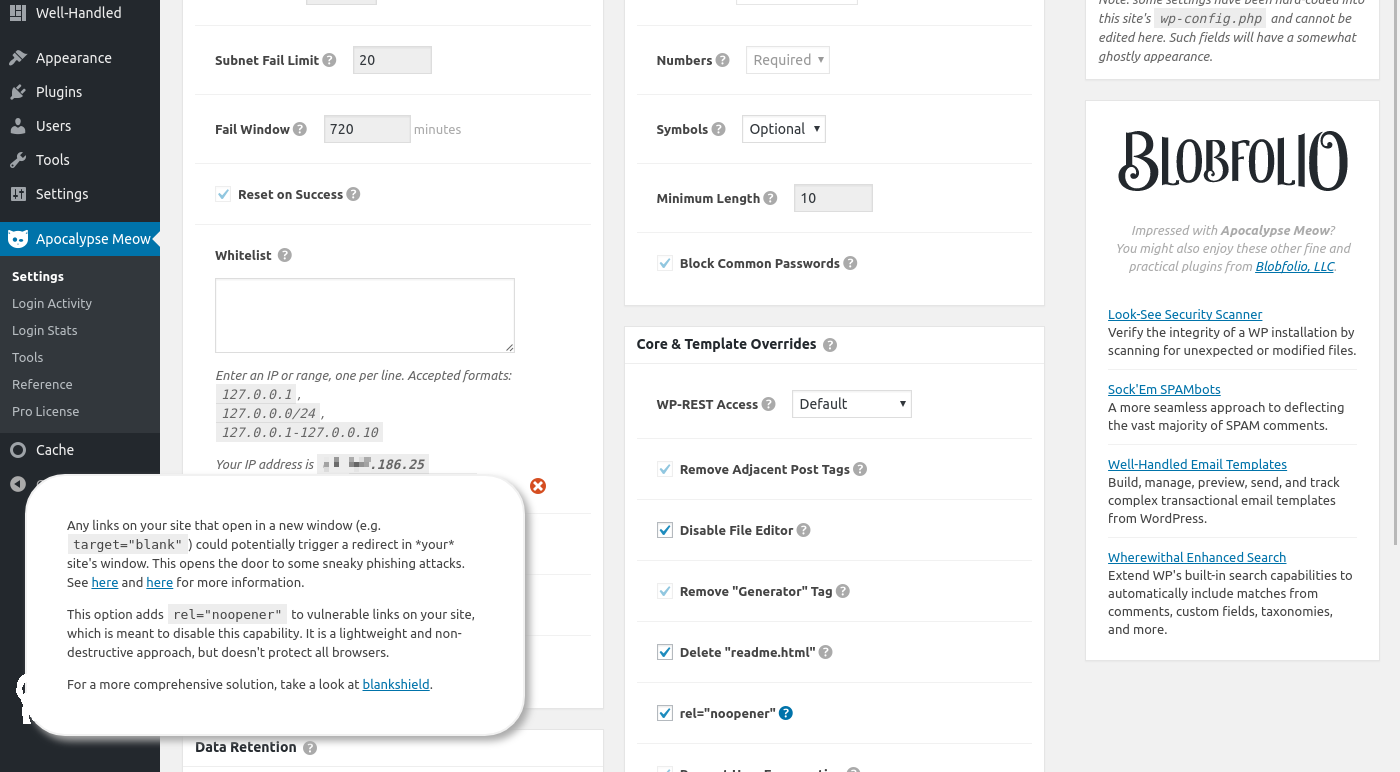 Well-Handled
Appearance
Plugins
Users
Tools
Settings
Apocalypse Meow
Settings
Login Activity
Login Stats
Tools
Reference
Pro License
Cache
Subnet Fail Limit ? 20
Fail Window ? 720 minutes
Reset on Success ?
Whitelist ?
Enter an IP or range, one per line. Accepted formats:
127.0.0.1 ,
127.0.0.0/24 ,
127.0.0.1-127.0.0.10
Your IP address is .186.25
Any links on your site that open in a new window (e.g.
target="blank" ) could potentially trigger a redirect in *your*
site's window. This opens the door to some sneaky phishing attacks.
See here and here for more information.
This option adds rel="noopener" to vulnerable links on your site,
which is meant to disable this capability. It is a lightweight and non-
destructive approach, but doesn't protect all browsers.
For a more comprehensive solution, take a look at blankshield.
Data Retention ?
Numbers ? Required
Symbols ? Optional
Minimum Length ? 10
Block Common Passwords ?
Core & Template Overrides ?
WP-REST Access ? Default
Remove Adjacent Post Tags ?
Disable File Editor ?
Remove "Generator" Tag ?
Delete "readme.html" ?
rel="noopener" ?
Note: some settings have been hard-coded into
this site's wp-config.php and cannot be
edited here. Such fields will have a somewhat
ghostly appearance.
BLOBFOLIO
Impressed with Apocalypse Meow?
You might also enjoy these other fine and
practical plugins from Blobfolio, LLC.
Look-See Security Scanner
Verify the integrity of a WP installation by
scanning for unexpected or modified files.
Sock'Em SPAMbots
A more seamless approach to deflecting
the vast majority of SPAM comments.
Well-Handled Email Templates
Build, manage, preview, send, and track
complex transactional email templates
from WordPress.
Wherewithal Enhanced Search
Extend WP's built-in search capabilities to
automatically include matches from
comments, custom fields, taxonomies,
and more.